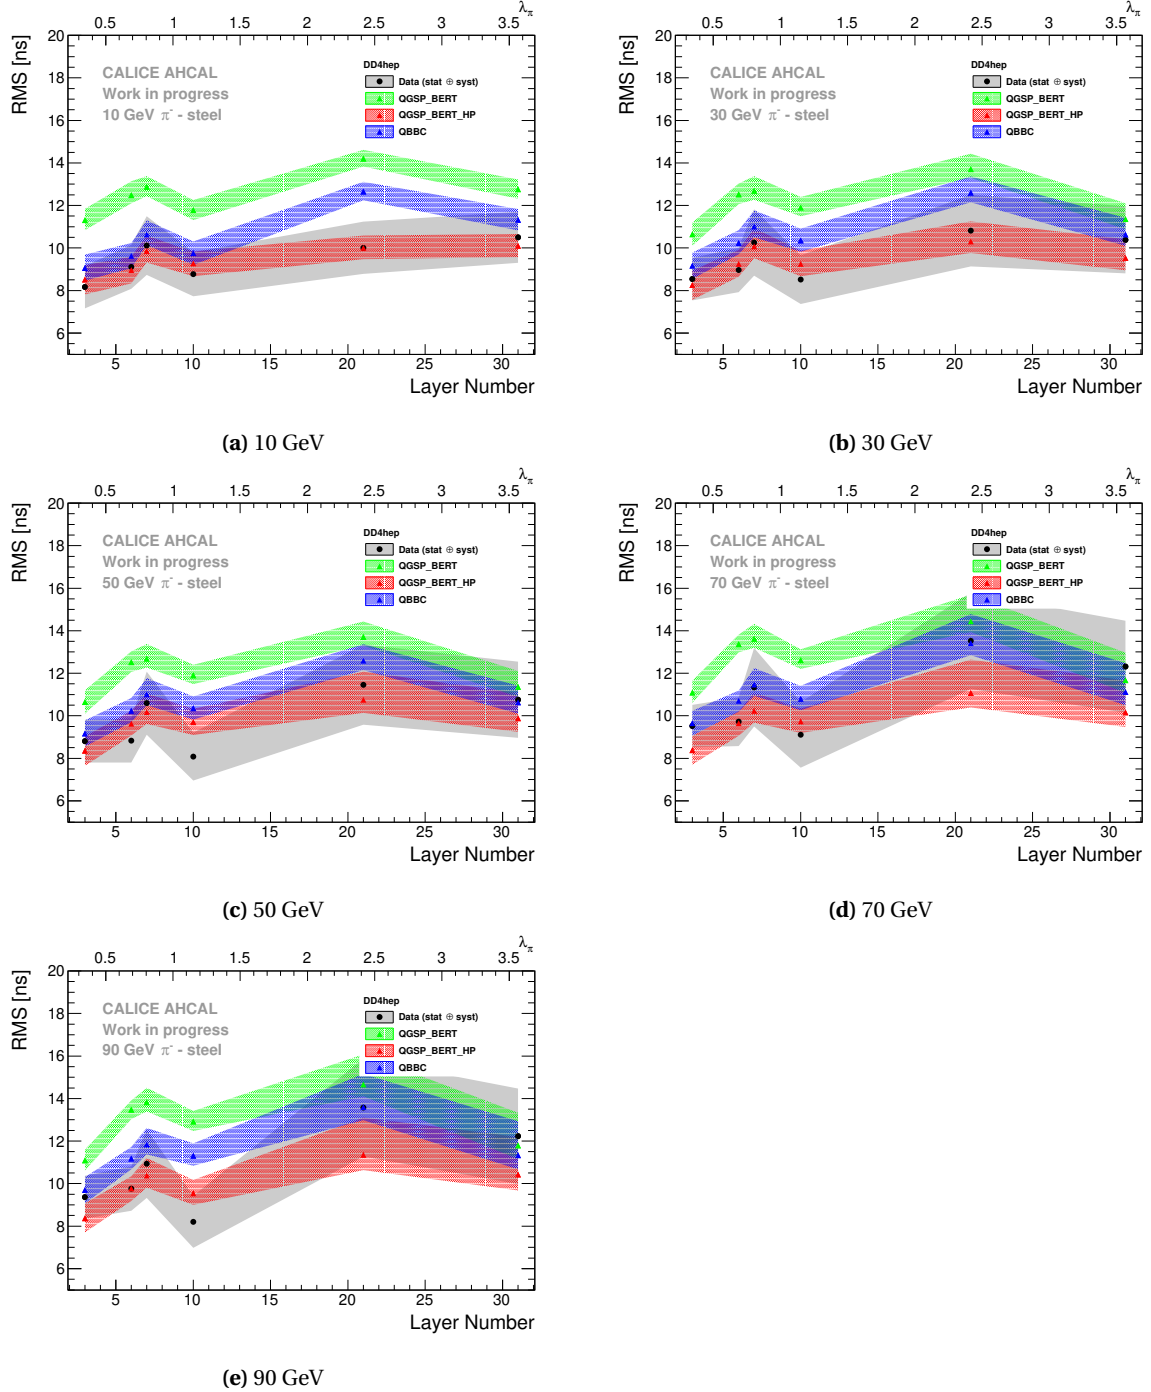 0.5 1 1.5 2 2.5 3 3.5 λπ
RMS [ns]
20
18
16
14
12
10
8
6
CALICE AHCAL
Work in progress
10 GeV π- - steel
DD4hep
Data (stat ⊕ syst)
QGSP_BERT
QGSP_BERT_HP
QBBC
5 10 15 20 25 30
Layer Number
(a) 10 GeV
0.5 1 1.5 2 2.5 3 3.5 λπ
RMS [ns]
20
18
16
14
12
10
8
6
CALICE AHCAL
Work in progress
30 GeV π- - steel
DD4hep
Data (stat ⊕ syst)
QGSP_BERT
QGSP_BERT_HP
QBBC
5 10 15 20 25 30
Layer Number
(b) 30 GeV
0.5 1 1.5 2 2.5 3 3.5 λπ
RMS [ns]
20
18
16
14
12
10
8
6
CALICE AHCAL
Work in progress
50 GeV π- - steel
DD4hep
Data (stat ⊕ syst)
QGSP_BERT
QGSP_BERT_HP
QBBC
5 10 15 20 25 30
Layer Number
(c) 50 GeV
0.5 1 1.5 2 2.5 3 3.5 λπ
RMS [ns]
20
18
16
14
12
10
8
6
CALICE AHCAL
Work in progress
70 GeV π- - steel
DD4hep
Data (stat ⊕ syst)
QGSP_BERT
QGSP_BERT_HP
QBBC
5 10 15 20 25 30
Layer Number
(d) 70 GeV
0.5 1 1.5 2 2.5 3 3.5 λπ
RMS [ns]
20
18
16
14
12
10
8
6
CALICE AHCAL
Work in progress
90 GeV π- - steel
DD4hep
Data (stat ⊕ syst)
QGSP_BERT
QGSP_BERT_HP
QBBC
5 10 15 20 25 30
Layer Number
(e) 90 GeV